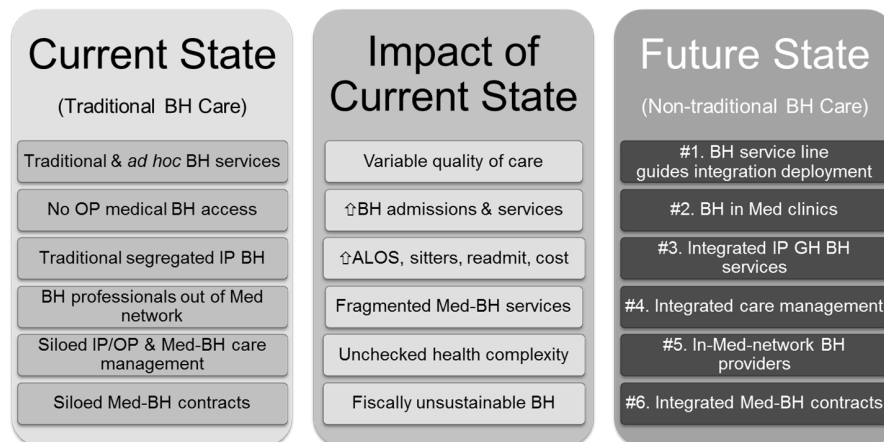 Current State
(Traditional BH Care)
Traditional & ad hoc BH services
No OP medical BH access
Traditional segregated IP BH
BH professionals out of Med
network
Siloed IP/OP & Med-BH care
management
Siloed Med-BH contracts
Impact of
Current State
Variable quality of care
⇧BH admissions & services
⇧ALOS, sitters, readmit, cost
Fragmented Med-BH services
Unchecked health complexity
Fiscally unsustainable BH
Future State
(Non-traditional BH Care)
#1. BH service line
guides integration deployment
#2. BH in Med clinics
#3. Integrated IP GH BH
services
#4. Integrated care management
#5. In-Med-network BH
providers
#6. Integrated Med-BH contracts